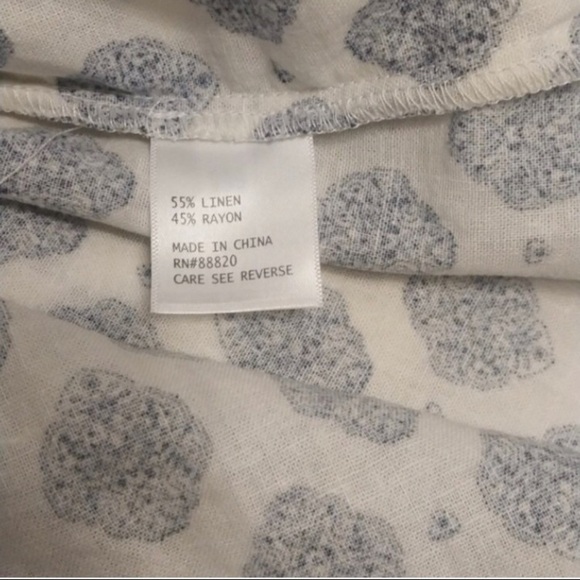 55% LINEN
45% RAYON
MADE IN CHINA
RN#88820
CARE SEE REVERSE